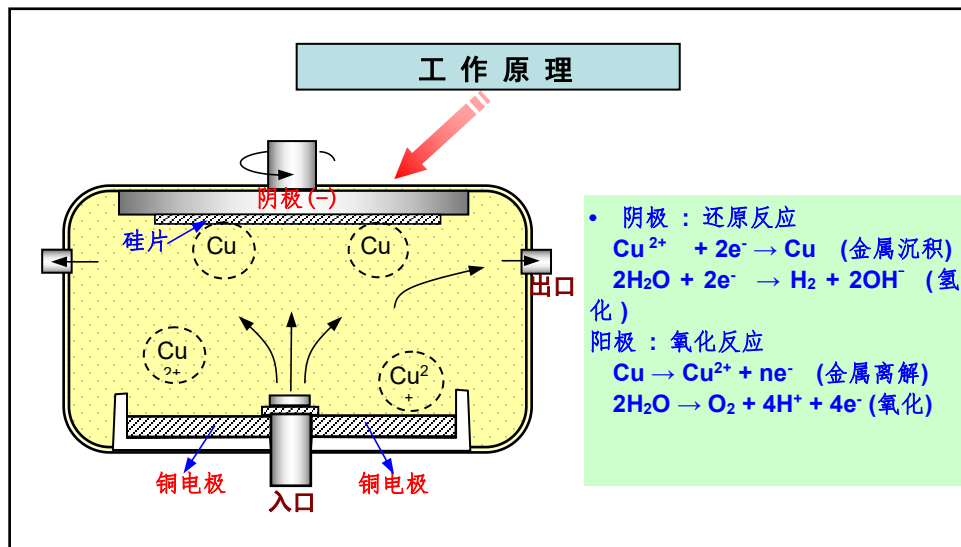 工作原理
阴极(-)
硅片
Cu
Cu
出口
Cu
2+
Cu2
+
铜电极
铜电极
入口
• 阴极 : 还原反应
Cu 2+ + 2e- → Cu (金属沉积)
2H₂O + 2e- → H₂ + 2OH⁻ (氢
化)
阳极 : 氧化反应
Cu → Cu²⁺ + ne- (金属离解)
2H₂O → O₂ + 4H⁺ + 4e- (氧化)